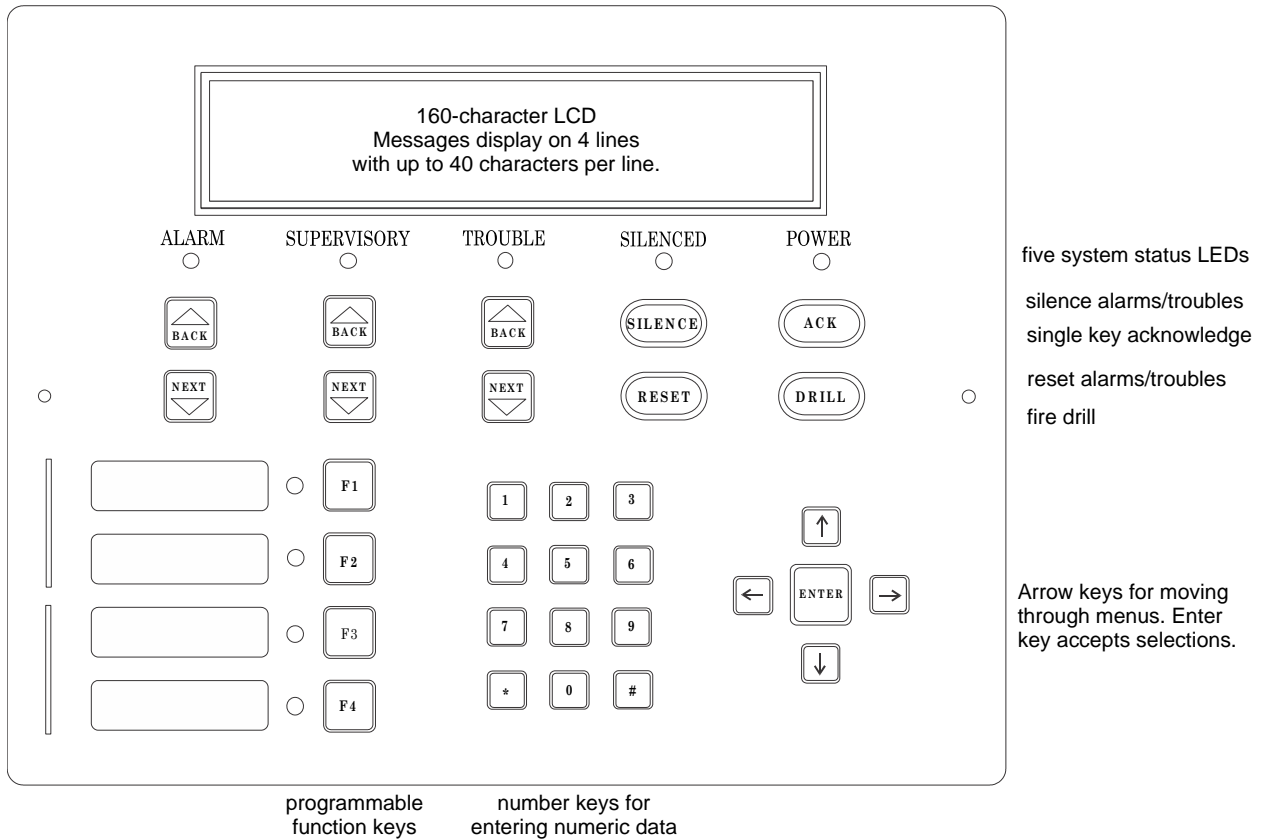 160-character LCD
Messages display on 4 lines
with up to 40 characters per line.
ALARM SUPERVISORY TROUBLE SILENCED POWER
five system status LEDs
BACK BACK BACK SILENCE ACK
silence alarms/troubles
single key acknowledge
NEXT NEXT NEXT RESET DRILL
reset alarms/troubles
fire drill
F1
1 2 3
↑
F2
4 5 6
← ENTER →
Arrow keys for moving
through menus. Enter
key accepts selections.
F3
7 8 9
↓
F4
* 0 #
programmable
function keys
number keys for
entering numeric data